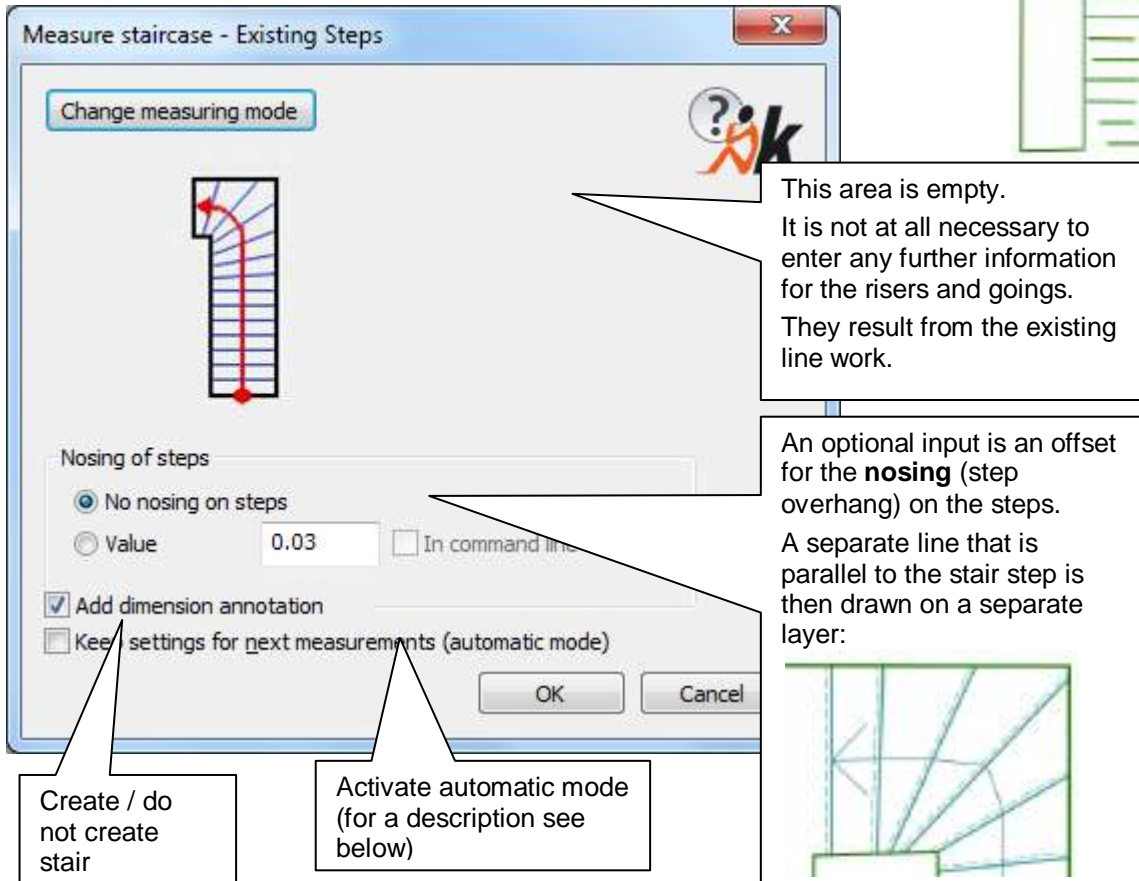 Measure staircase - Existing Steps
Change measuring mode
?
k
This area is empty.
It is not at all necessary to
enter any further information
for the risers and goings.
They result from the existing
line work.
Nosing of steps
No nosing on steps
Value 0.03 In command line
An optional input is an offset
for the nosing (step
overhang) on the steps.
A separate line that is
parallel to the stair step is
then drawn on a separate
layer:
Add dimension annotation
Keep settings for next measurements (automatic mode)
OK Cancel
Create / do
not create
stair
Activate automatic mode
(for a description see
below)